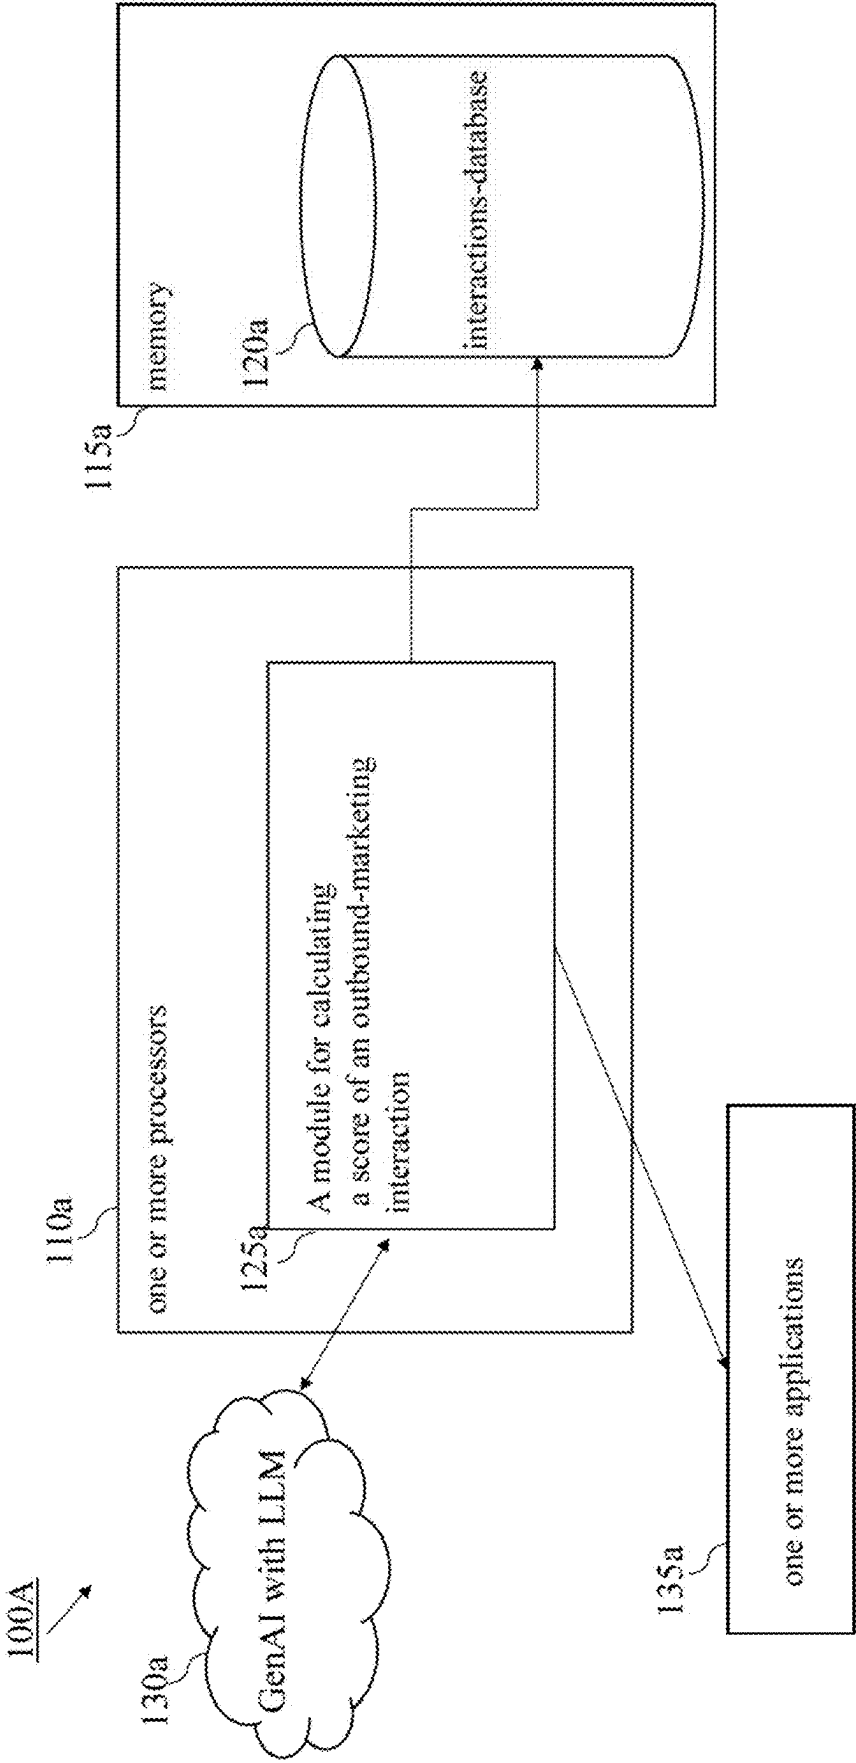 100A
130a
GenAI with LLM
110a
one or more processors
125a
A module for calculating
a score of an outbound-marketing
interaction
115a
memory
120a
interactions-database
135a
one or more applications